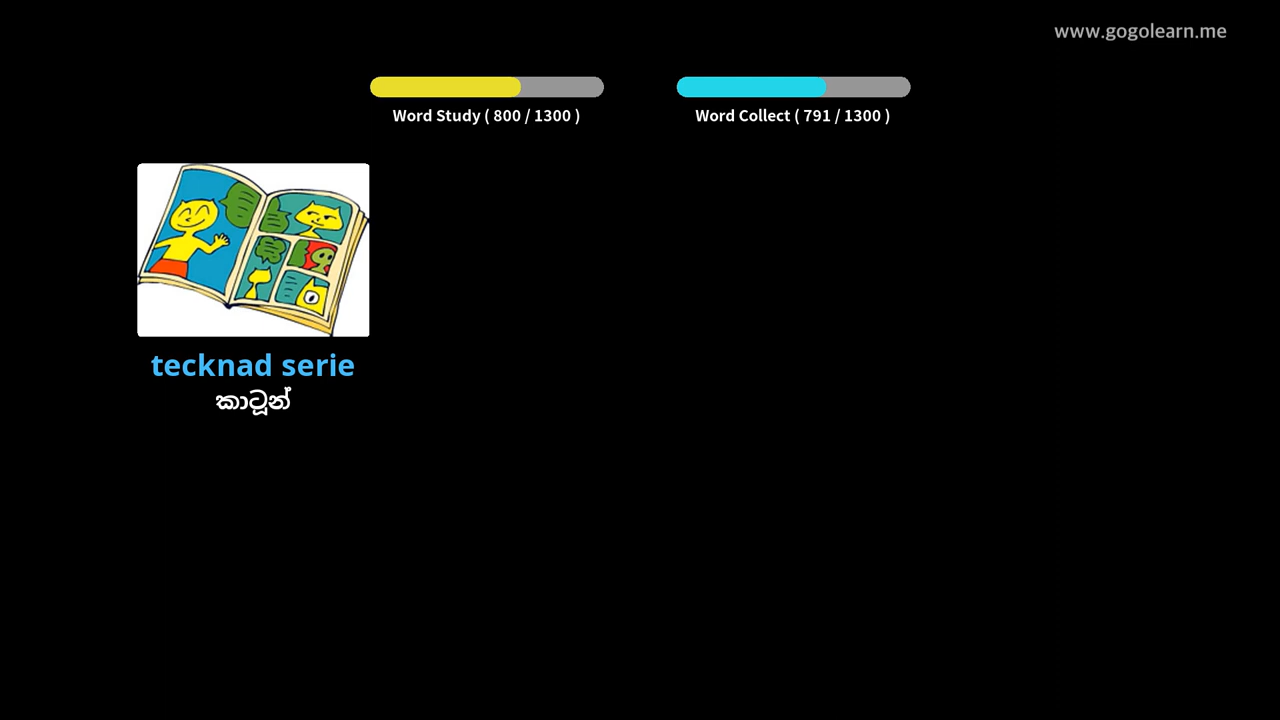 www.gogolearn.me
Word Study ( 800 / 1300 )
Word Collect ( 791 / 1300 )
tecknad serie
කාටූන්